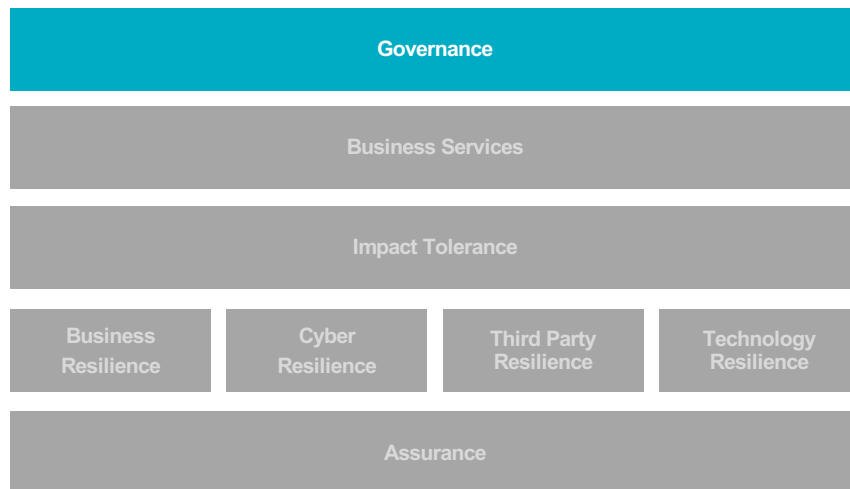 Governance
Business Services
Impact Tolerance
Business
Resilience
Cyber
Resilience
Third Party
Resilience
Technology
Resilience
Assurance